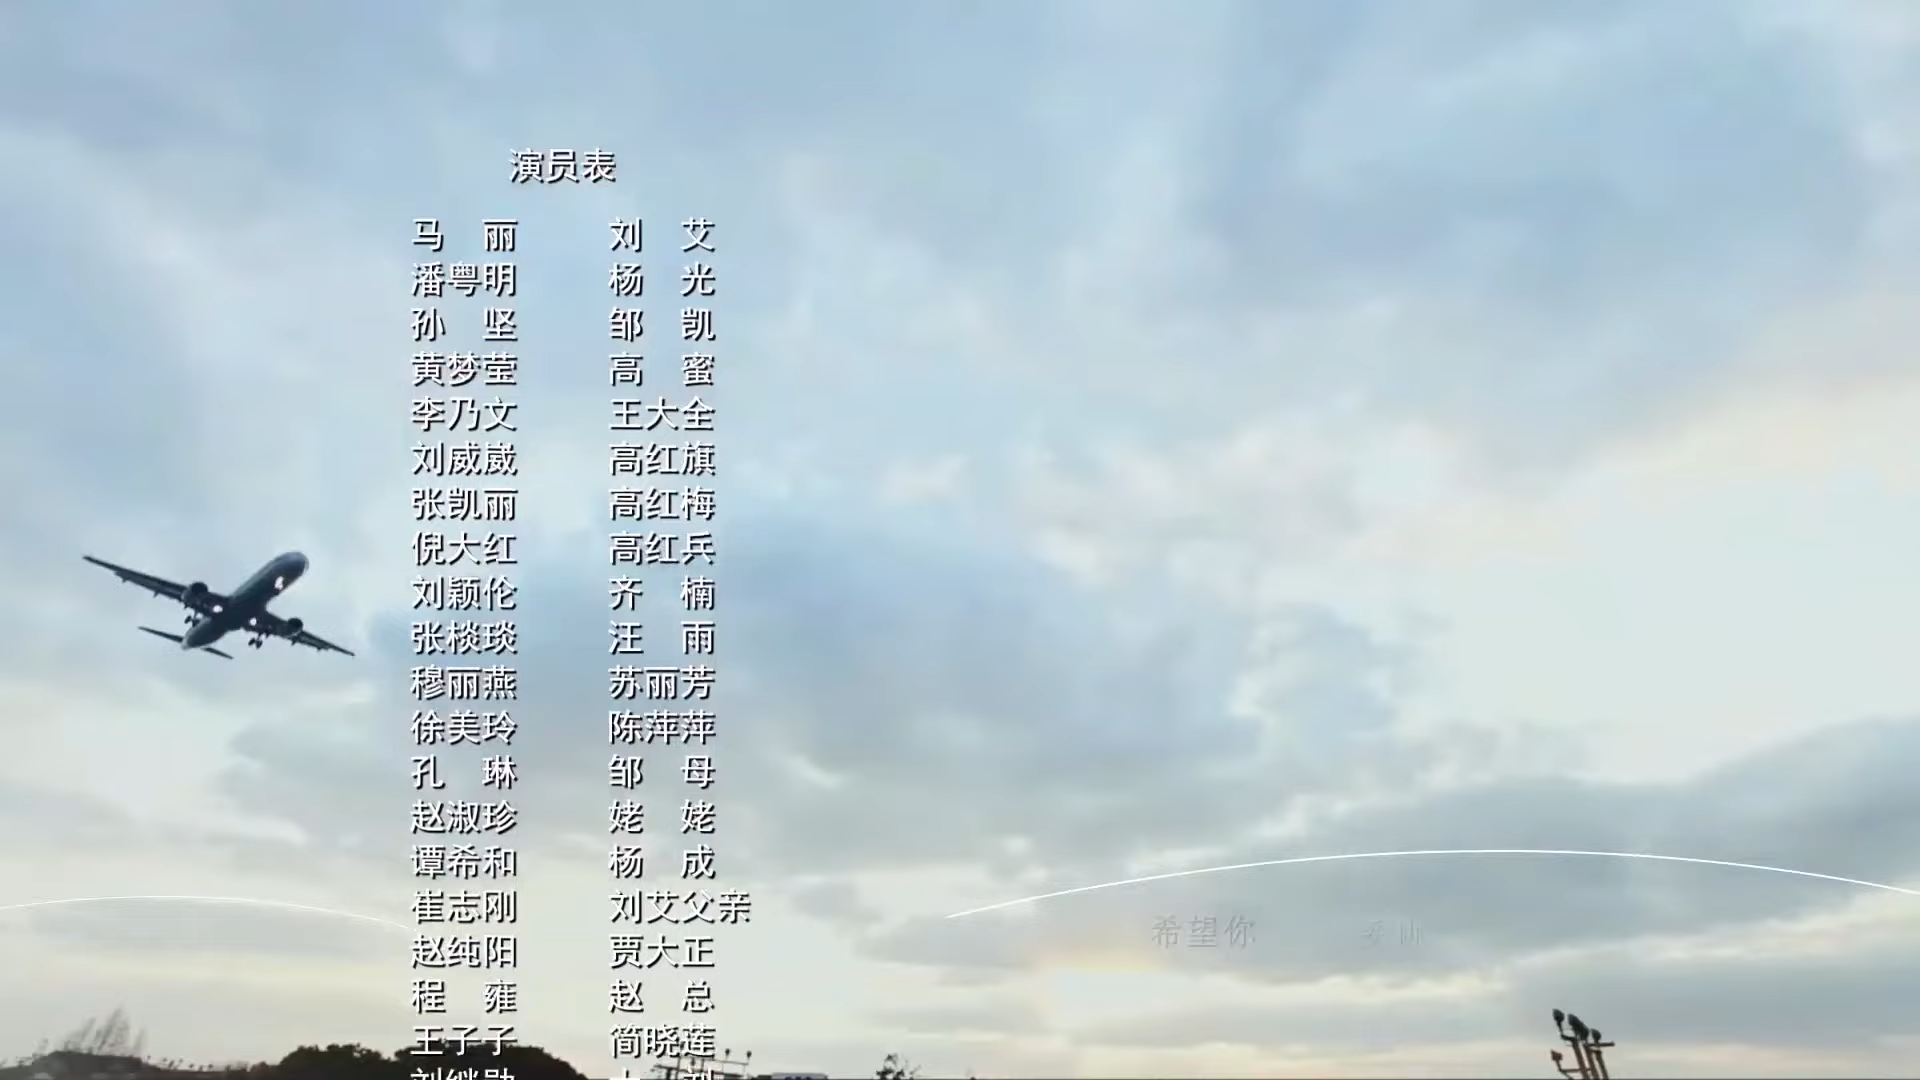 演员表
马丽 刘艾
潘粤明 杨光
孙坚 邹凯
黄梦莹 高蜜
李乃文 王大全
刘威葳 高红旗
张凯丽 高红梅
倪大红 高红兵
刘颖伦 齐楠
张棪琰 汪雨
穆丽燕 苏丽芳
徐美玲 陈萍萍
孔琳 邹母
赵淑珍 姥姥
谭希和 杨成
崔志刚 刘艾父亲
赵纯阳 贾大正
程雍 赵总
王子子 简晓莲
希望你